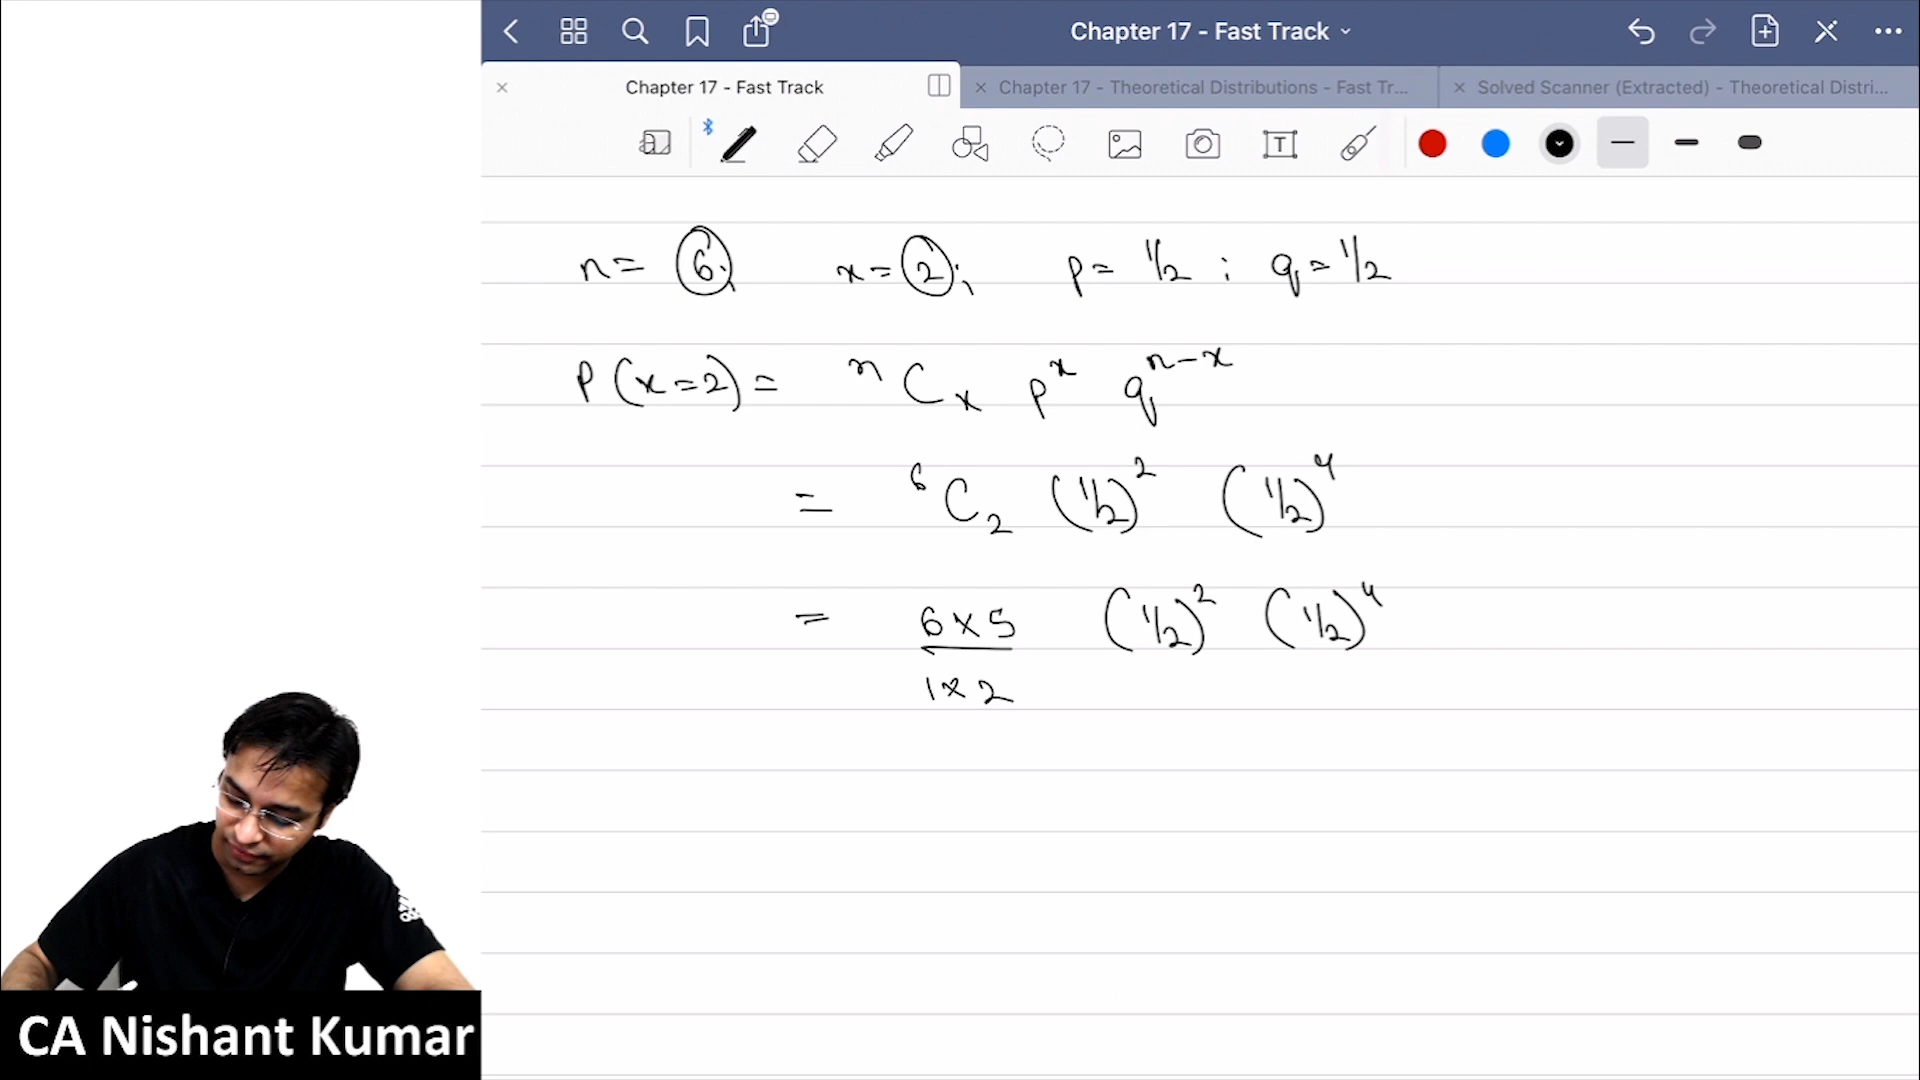 Chapter 17 - Fast Track
Chapter 17 - Fast Track
Chapter 17 - Theoretical Distributions - Fast Tr...
Solved Scanner (Extracted) - Theoretical Distri...
n = 6; x = 2; p = 1/2 ; q = 1/2
P(x=2) = ⁿCₓ pˣ qⁿ⁻ˣ
= ⁶C₂ (1/2)² (1/2)⁴
= 6×5 (1/2)² (1/2)⁴
1×2
CA Nishant Kumar